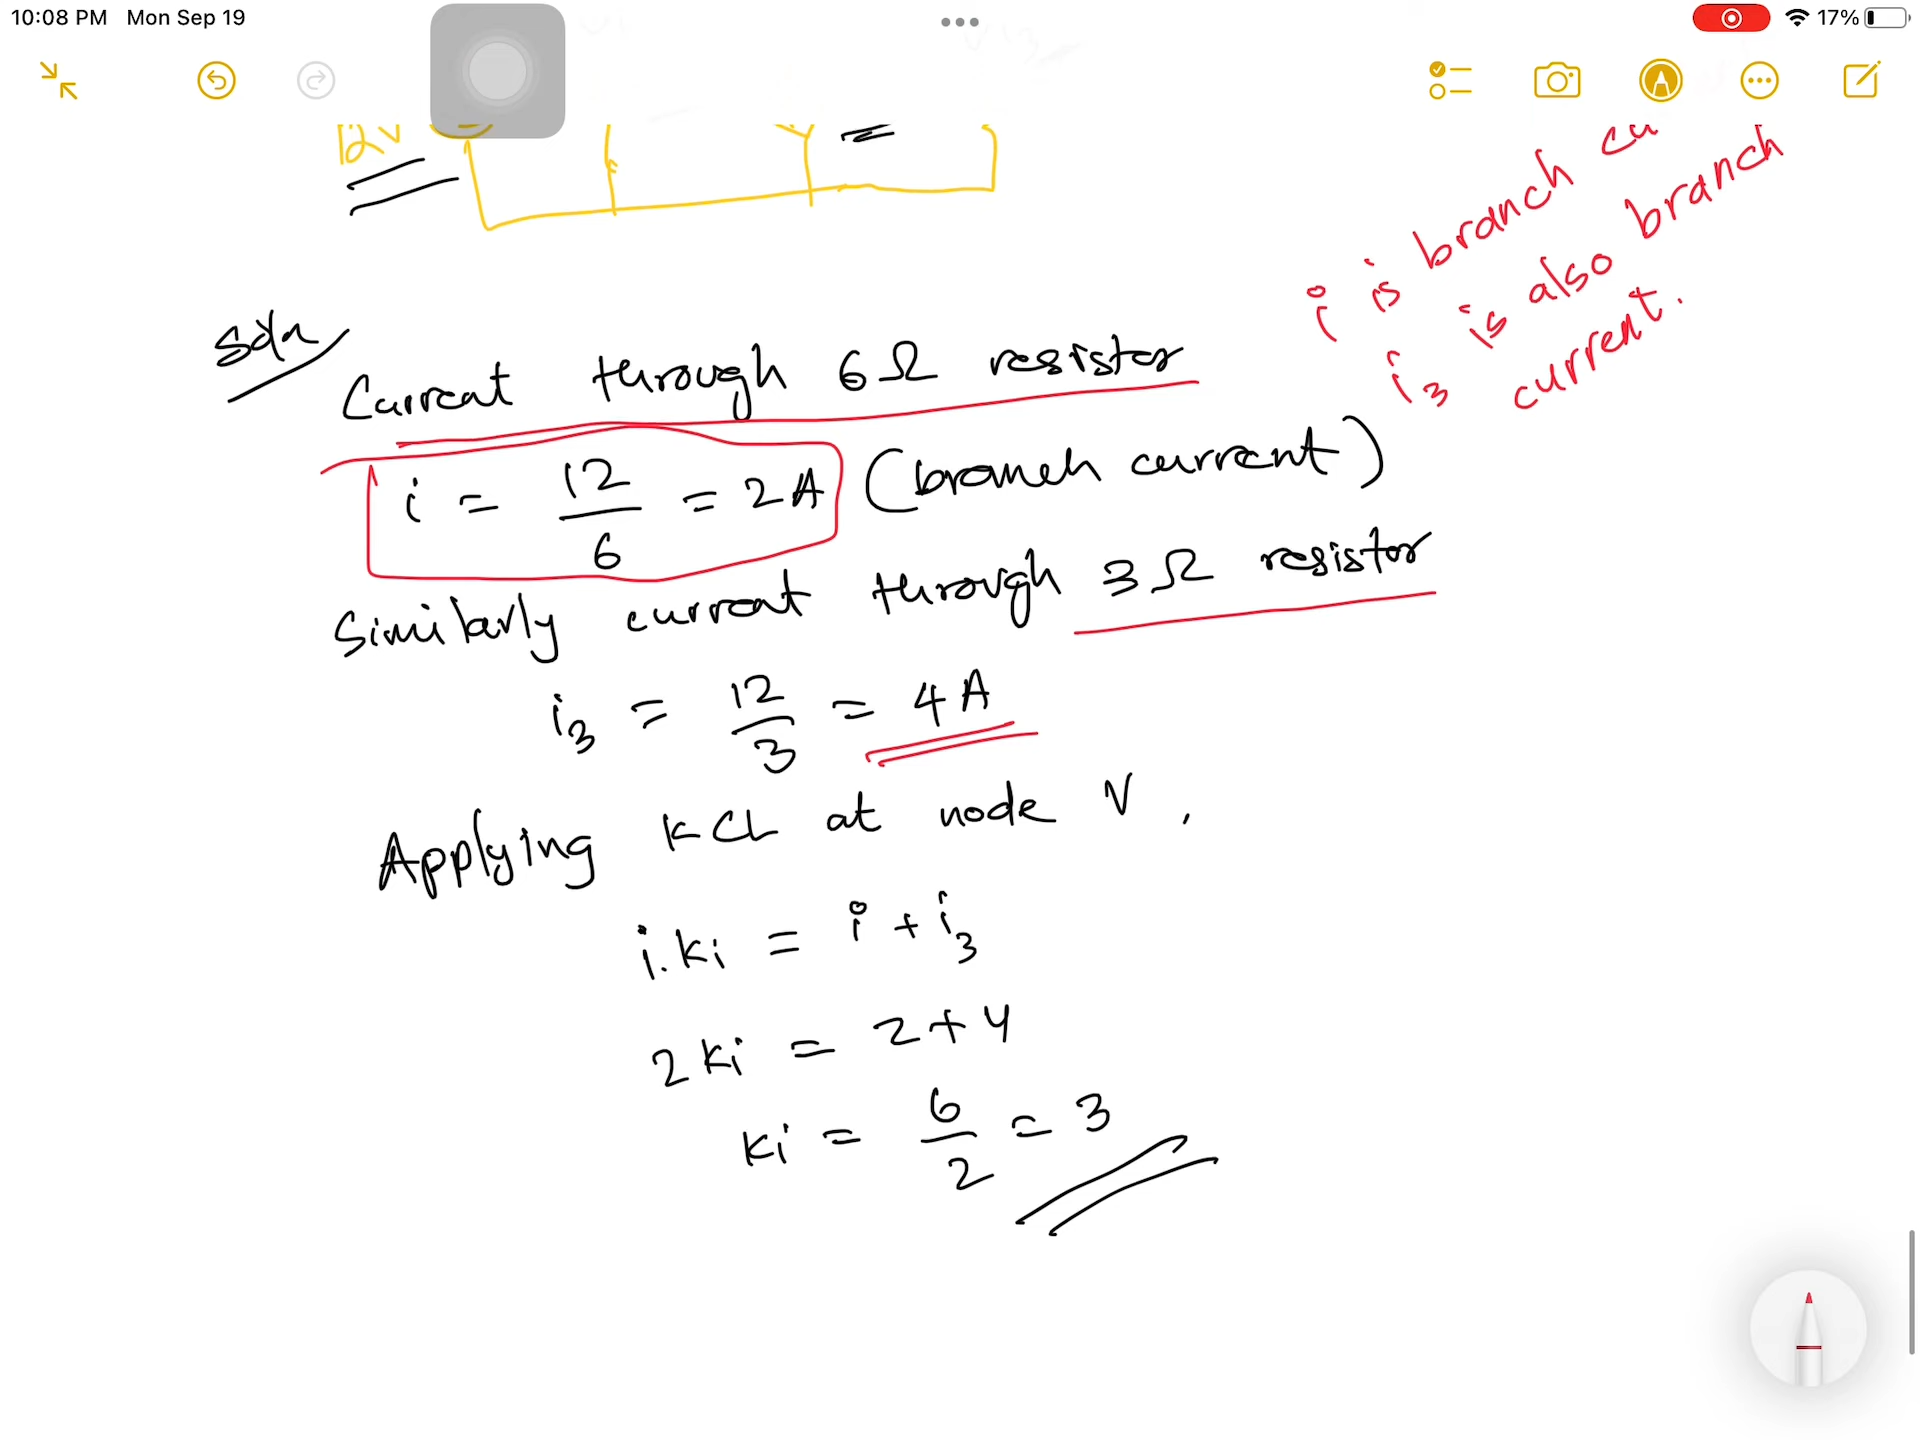 10:08 PM Mon Sep 19
17%
12v
i is branch cu
i3 is also branch
current.
Soln
Current through 6Ω resistor
i = 12/6 = 2A (branch current)
Similarly current through 3Ω resistor
i3 = 12/3 = 4A
Applying KCL at node V,
i.ki = i + i3
2ki = 2+4
ki = 6/2 = 3